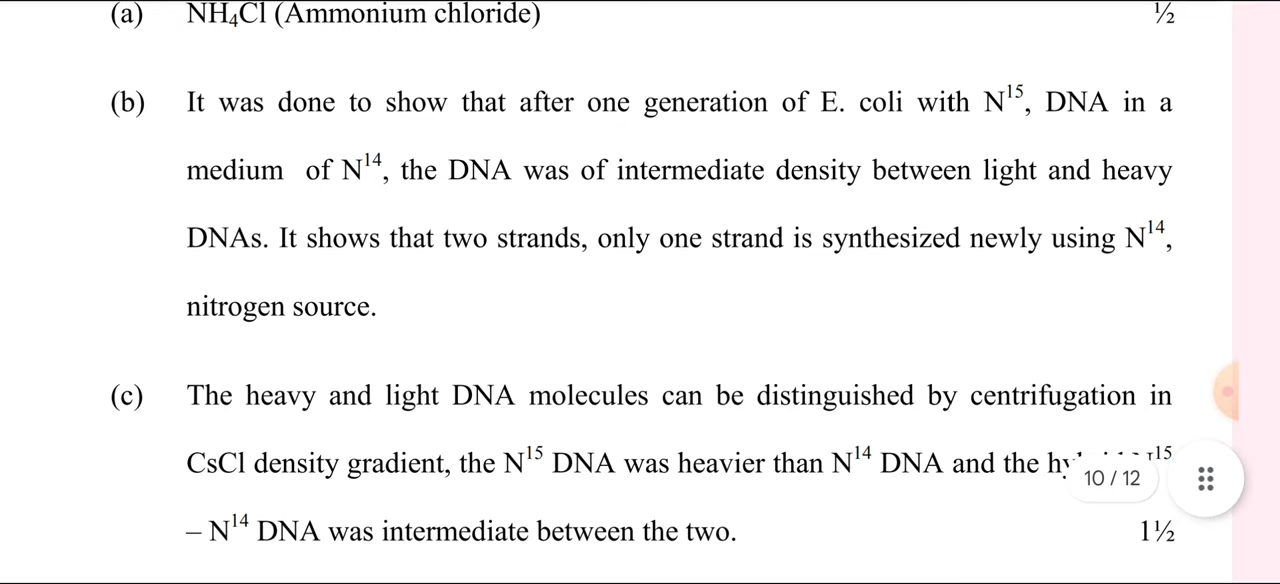 (a) NH₄Cl (Ammonium chloride) ½
(b) It was done to show that after one generation of E. coli with N¹⁵, DNA in a
medium of N¹⁴, the DNA was of intermediate density between light and heavy
DNAs. It shows that two strands, only one strand is synthesized newly using N¹⁴,
nitrogen source.
(c) The heavy and light DNA molecules can be distinguished by centrifugation in
CsCl density gradient, the N¹⁵ DNA was heavier than N¹⁴ DNA and the
10 / 12
– N¹⁴ DNA was intermediate between the two. 1½